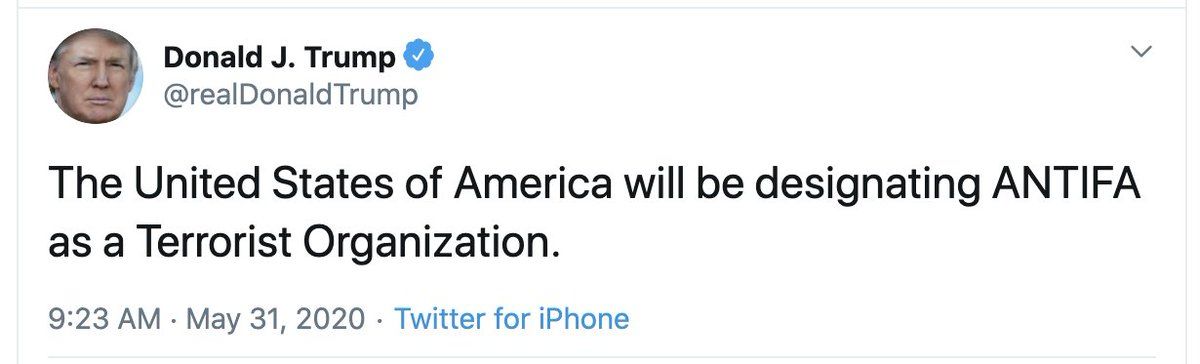 Donald J. Trump
@realDonaldTrump
The United States of America will be designating ANTIFA
as a Terrorist Organization.
9:23 AM · May 31, 2020 · Twitter for iPhone